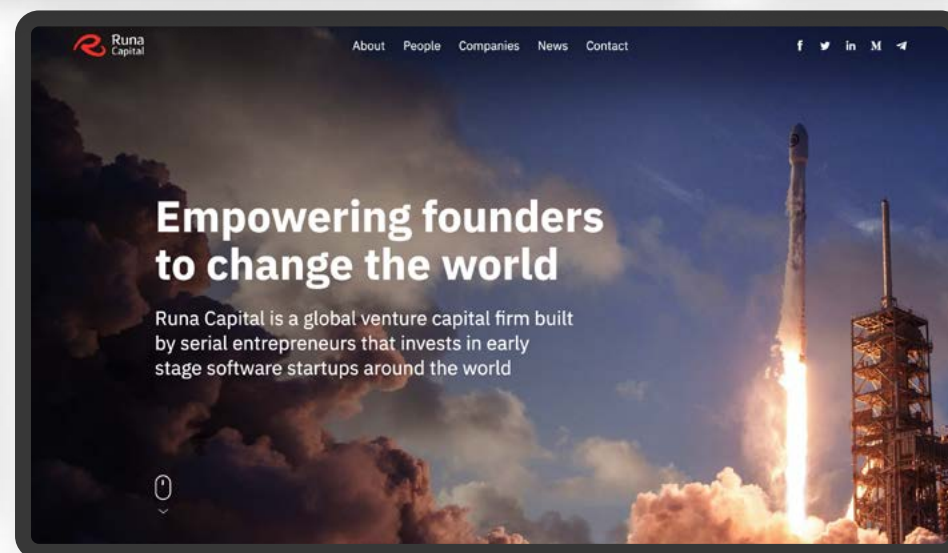 Runa
Capital
About People Companies News Contact
f in M
Empowering founders
to change the world
Runa Capital is a global venture capital firm built
by serial entrepreneurs that invests in early
stage software startups around the world